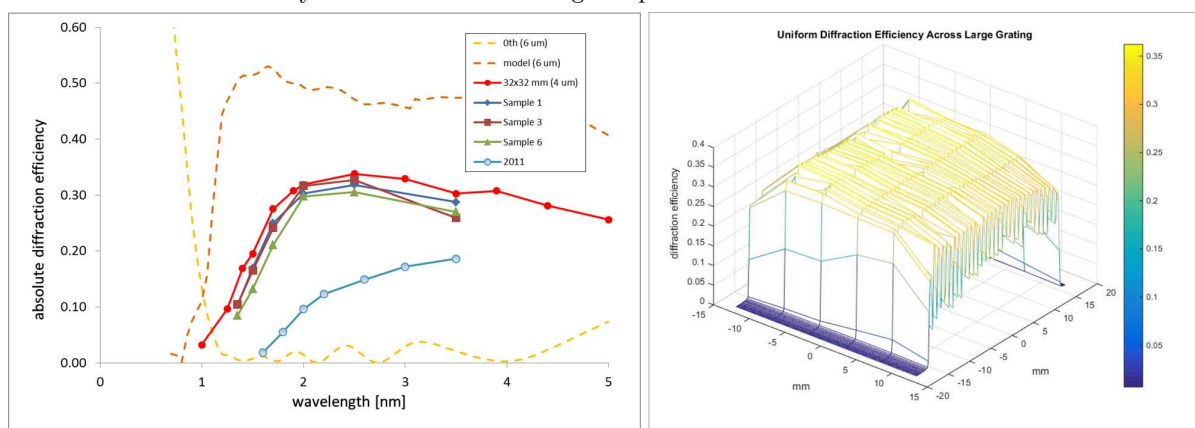 0.60
0.50
0.40
0.30
0.20
0.10
0.00
absolute diffraction efficiency
0 1 2 3 4 5
wavelength [nm]
0th (6 um)
model (6 um)
32x32 mm (4 um)
Sample 1
Sample 3
Sample 6
2011
Uniform Diffraction Efficiency Across Large Grating
0.4
0.35
0.3
0.25
0.2
0.15
0.1
0.05
0
diffraction efficiency
-15 -10 -5 0 5 10 15
mm
-20 -15 -10 -5 0 5 10 15 20
mm
0.35
0.3
0.25
0.2
0.15
0.1
0.05